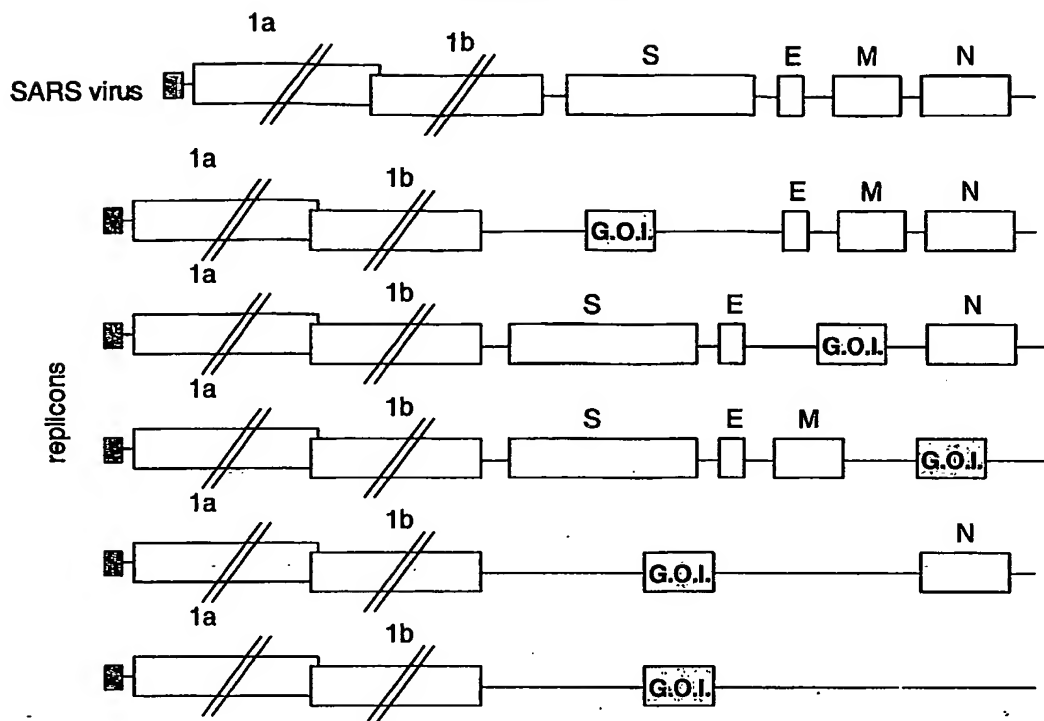 1a
1b S E M N
SARS virus
1a
1b E M N
G.O.I.
1a
1b S E N
G.O.I.
1a
1b S E M
G.O.I.
1a
1b N
G.O.I.
1a
1b
G.O.I.
replicons